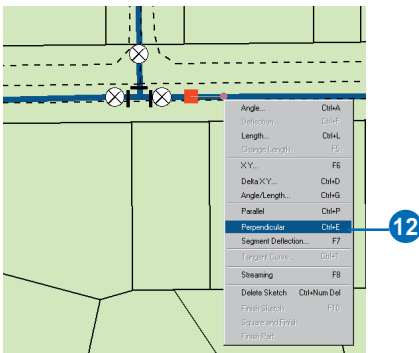 Angle... Ctrl+A
Deflection... Ctrl+F
Length... Ctrl+L
Change Length F5
X Y... F6
Delta X Y... Ctrl+D
Angle/Length... Ctrl+G
Parallel Ctrl+P
Perpendicular Ctrl+E
12
Segment Deflection... F7
Tangent Curve... Ctrl+T
Streaming F8
Delete Sketch Ctrl+Num Del
Finish Sketch F10
Square and Finish
Finish Part